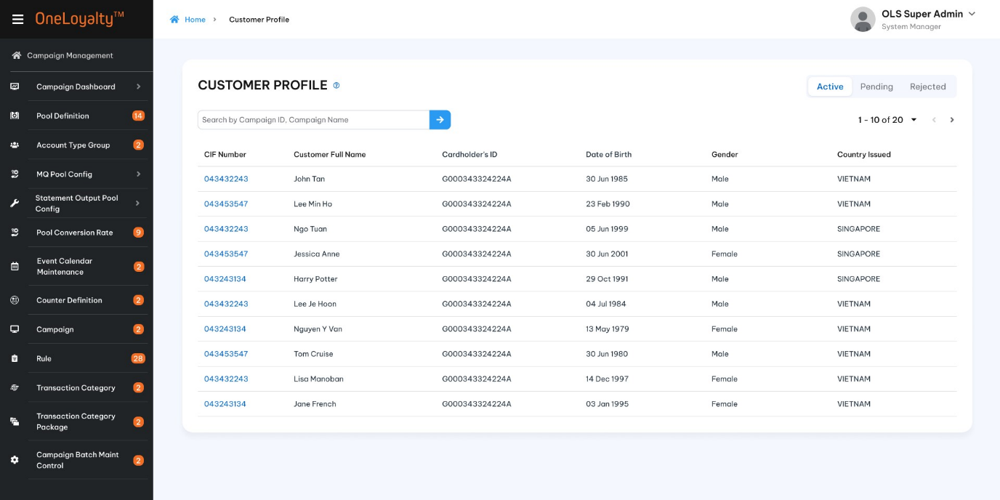 OneLoyalty™
Home
Customer Profile
OLS Super Admin
System Manager
Campaign Management
Campaign Dashboard
Pool Definition 14
Account Type Group 2
MQ Pool Config
Statement Output Pool
Config
Pool Conversion Rate 9
Event Calendar
Maintenance 2
Counter Definition 2
Campaign 2
Rule 28
Transaction Category 2
Transaction Category
Package 2
Campaign Batch Maint
Control 2
CUSTOMER PROFILE ?
Active Pending Rejected
Search by Campaign ID, Campaign Name
1 - 10 of 20
CIF Number Customer Full Name Cardholder's ID Date of Birth Gender Country Issued
043432243 John Tan G000343324224A 30 Jun 1985 Male VIETNAM
043453547 Lee Min Ho G000343324224A 23 Feb 1990 Male VIETNAM
043432243 Ngo Tuan G000343324224A 05 Jun 1999 Male SINGAPORE
043453547 Jessica Anne G000343324224A 30 Jun 2001 Female SINGAPORE
043243134 Harry Potter G000343324224A 29 Oct 1991 Male SINGAPORE
043432243 Lee Je Hoon G000343324224A 04 Jul 1984 Male VIETNAM
043243134 Nguyen Y Van G000343324224A 13 May 1979 Female VIETNAM
043453547 Tom Cruise G000343324224A 30 Jun 1980 Male VIETNAM
043432243 Lisa Manoban G000343324224A 14 Dec 1997 Female VIETNAM
043243134 Jane French G000343324224A 03 Jan 1995 Female VIETNAM